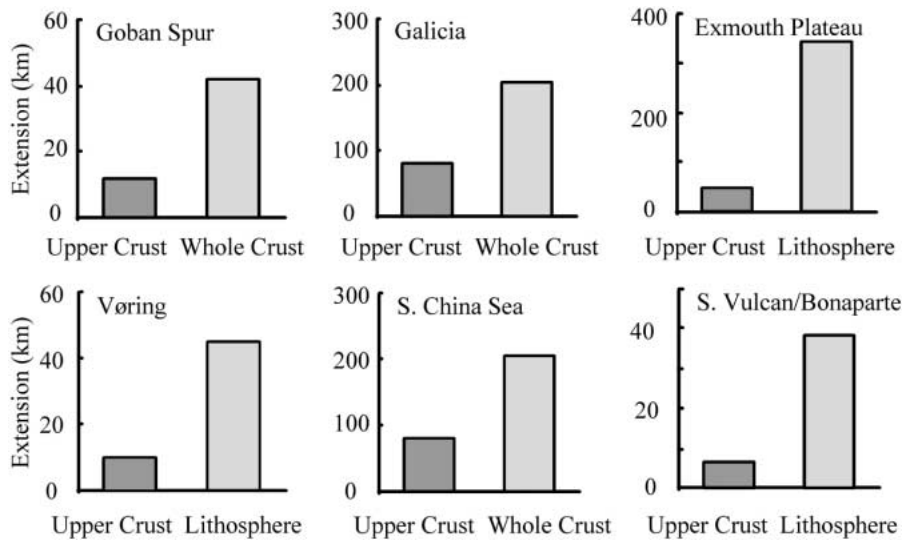 Goban Spur
Extension (km)
60
40
20
0
Upper Crust Whole Crust
Galicia
300
200
100
0
Upper Crust Whole Crust
Exmouth Plateau
400
200
0
Upper Crust Lithosphere
Vøring
Extension (km)
60
40
20
0
Upper Crust Lithosphere
S. China Sea
300
200
100
0
Upper Crust Whole Crust
S. Vulcan/Bonaparte
40
20
0
Upper Crust Lithosphere